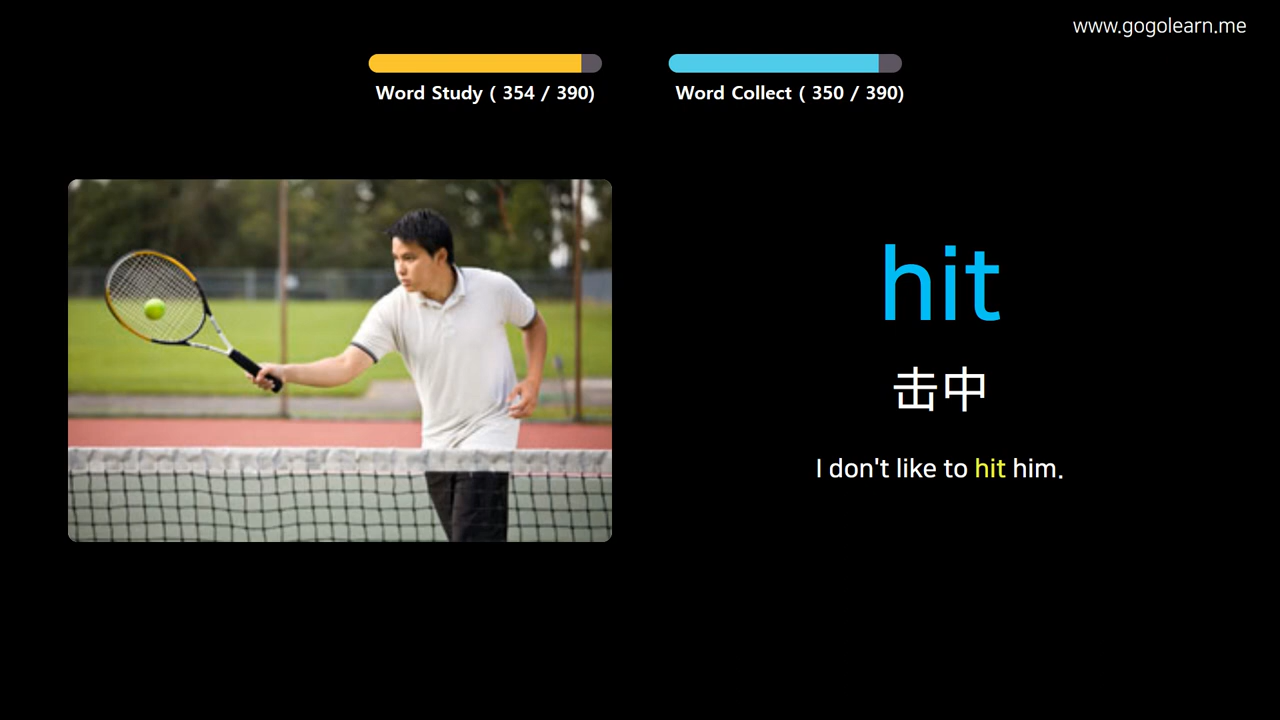 www.gogolearn.me
Word Study ( 354 / 390)
Word Collect ( 350 / 390)
hit
击中
I don't like to hit him.